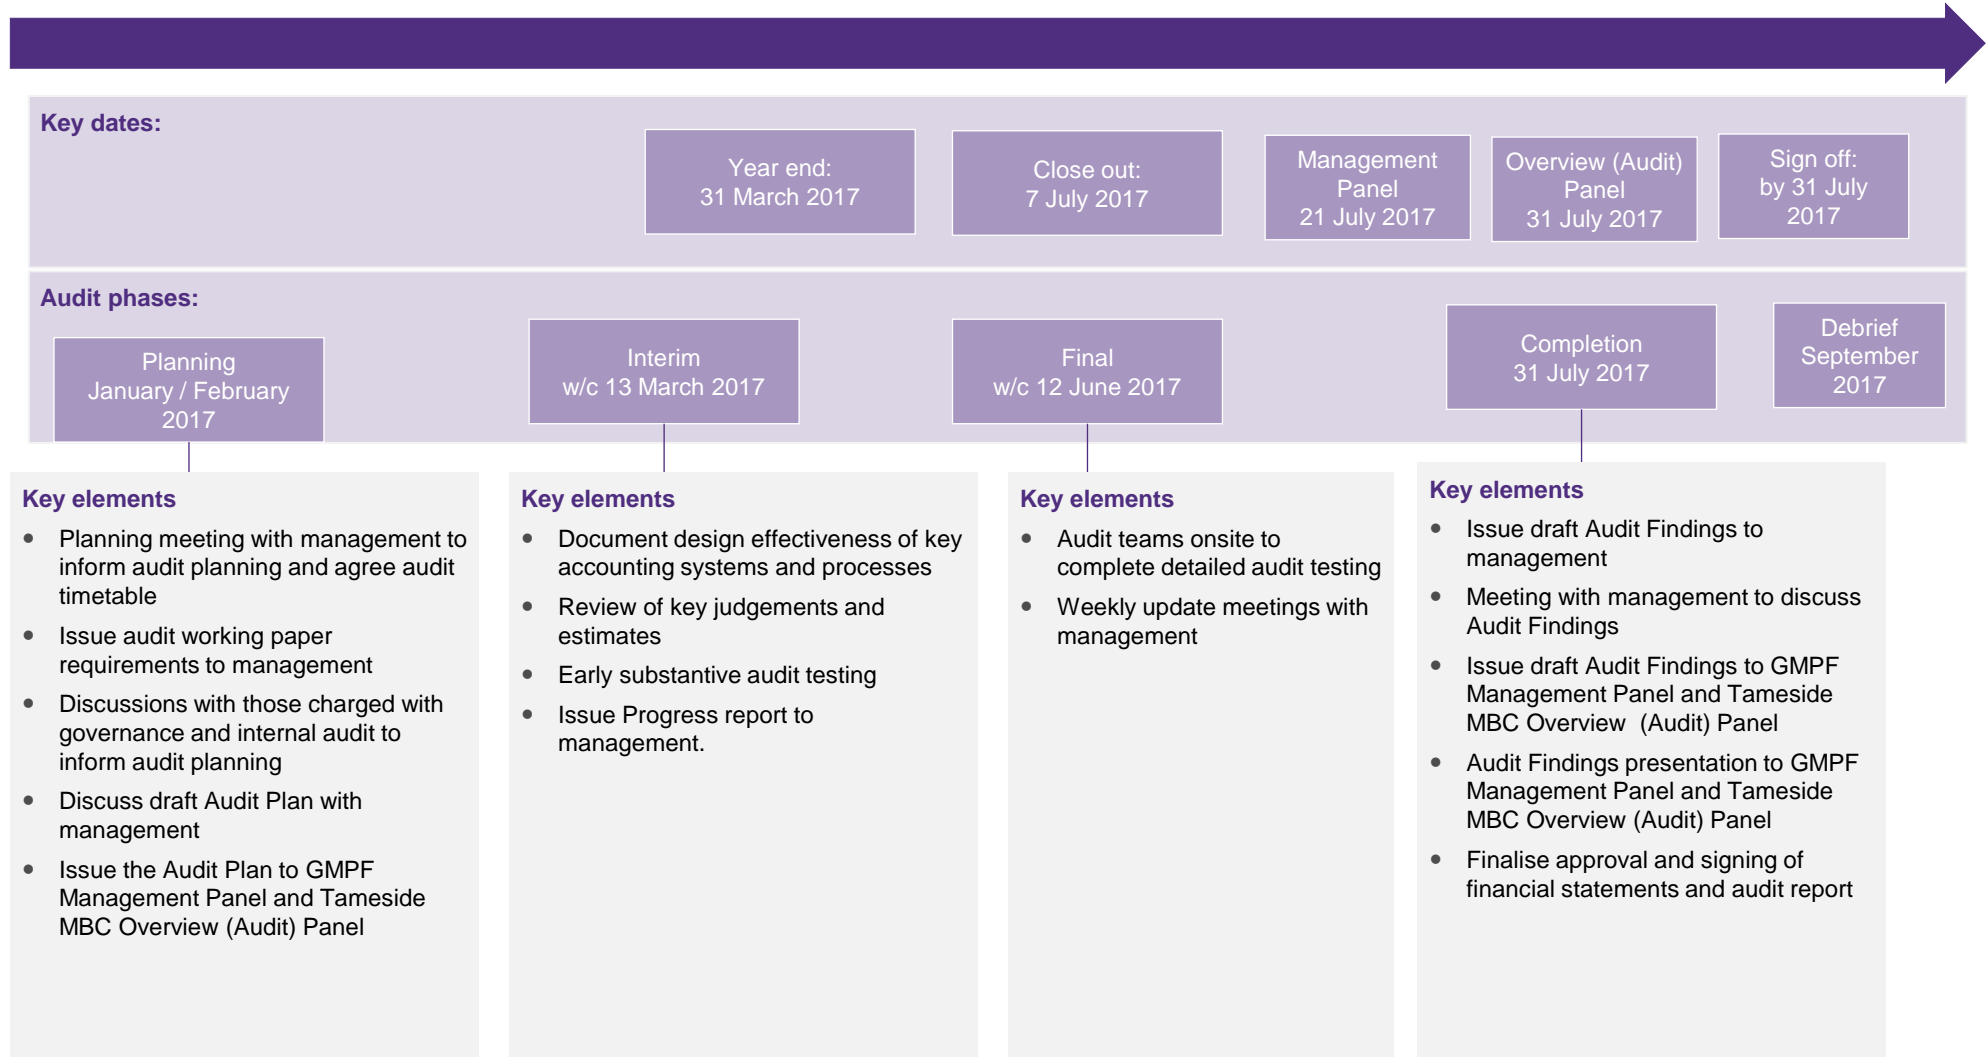 Key dates:
Year end:
31 March 2017
Close out:
7 July 2017
Management
Panel
21 July 2017
Overview (Audit)
Panel
31 July 2017
Sign off:
by 31 July
2017
Audit phases:
Planning
January / February
2017
Interim
w/c 13 March 2017
Final
w/c 12 June 2017
Completion
31 July 2017
Debrief
September
2017
Key elements
• Planning meeting with management to
inform audit planning and agree audit
timetable
• Issue audit working paper
requirements to management
• Discussions with those charged with
governance and internal audit to
inform audit planning
• Discuss draft Audit Plan with
management
• Issue the Audit Plan to GMPF
Management Panel and Tameside
MBC Overview (Audit) Panel
Key elements
• Document design effectiveness of key
accounting systems and processes
• Review of key judgements and
estimates
• Early substantive audit testing
• Issue Progress report to
management.
Key elements
• Audit teams onsite to
complete detailed audit testing
• Weekly update meetings with
management
Key elements
• Issue draft Audit Findings to
management
• Meeting with management to discuss
Audit Findings
• Issue draft Audit Findings to GMPF
Management Panel and Tameside
MBC Overview  (Audit) Panel
• Audit Findings presentation to GMPF
Management Panel and Tameside
MBC Overview (Audit) Panel
• Finalise approval and signing of
financial statements and audit report